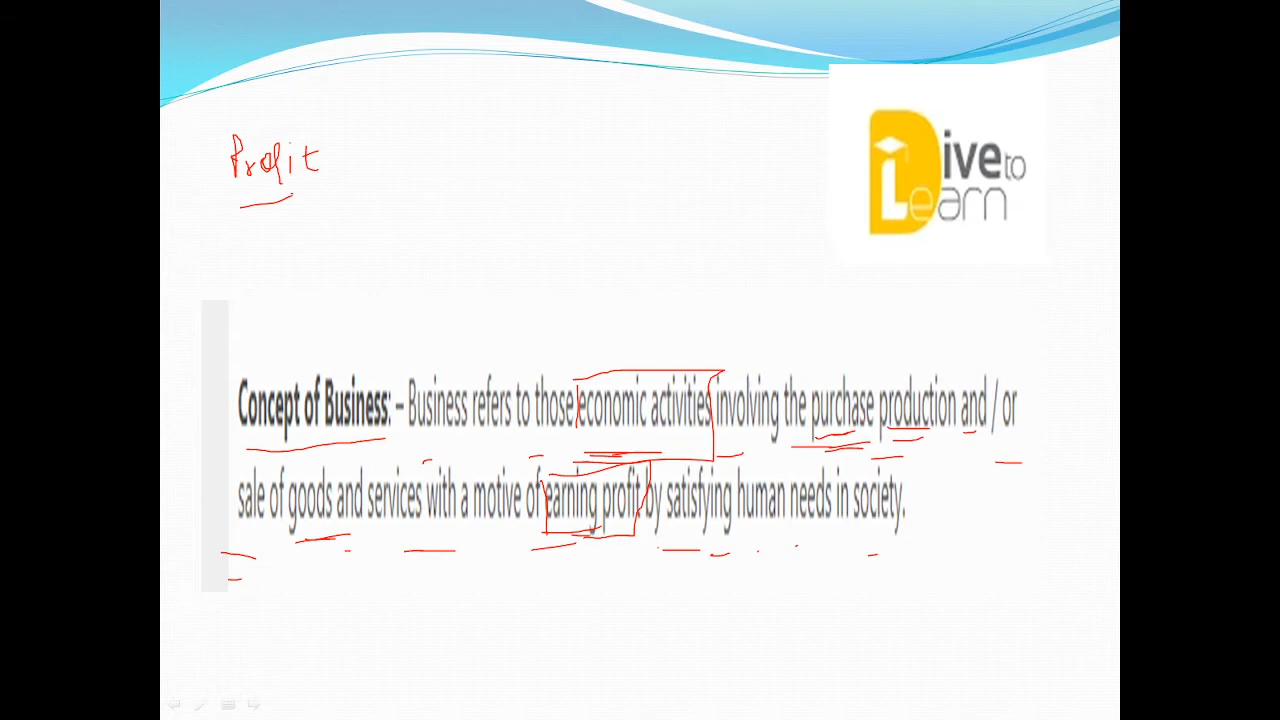 Profit
Dive to
Learn
Concept of Business: – Business refers to those economic activities involving the purchase production and / or
sale of goods and services with a motive of earning profit by satisfying human needs in society.